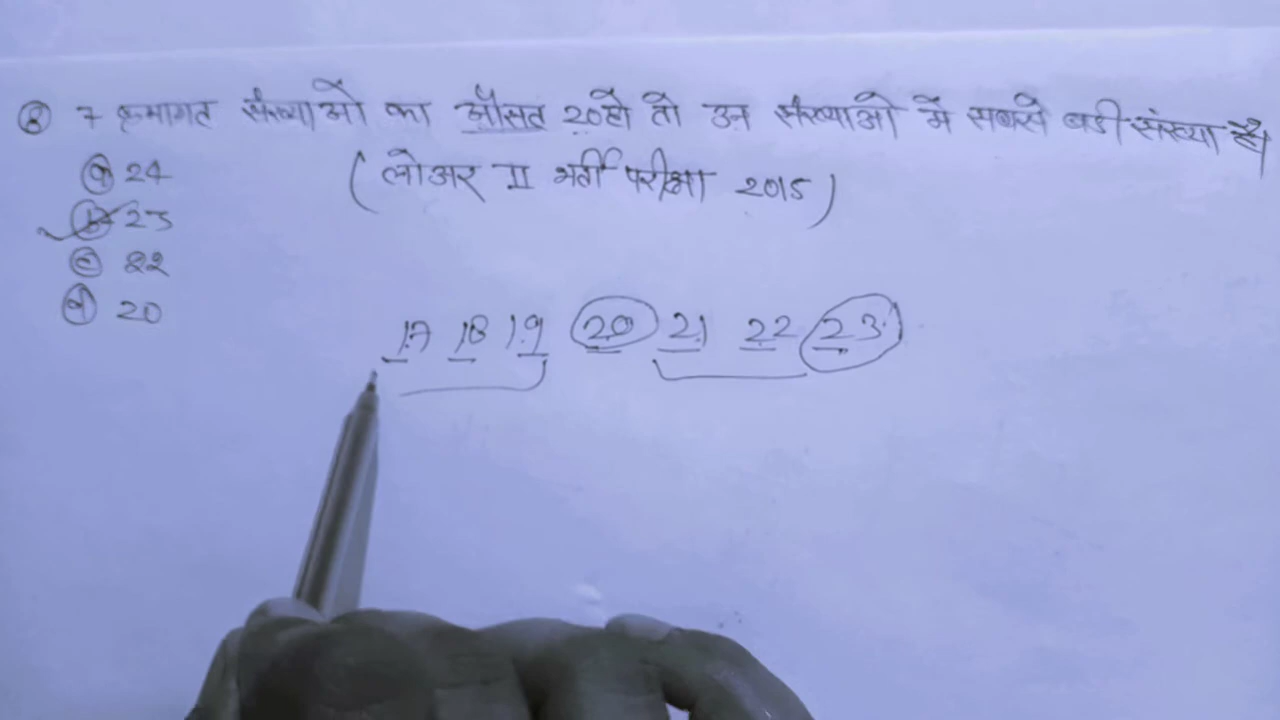 ⑧ 7 क्रमागत संख्याओं का औसत 20हो तो उन संख्याओ में सबसे बडी संख्या है।
(लोअर II भर्ती परीक्षा 2015)
24
23
22
20
17 18 19 20 21 22 23